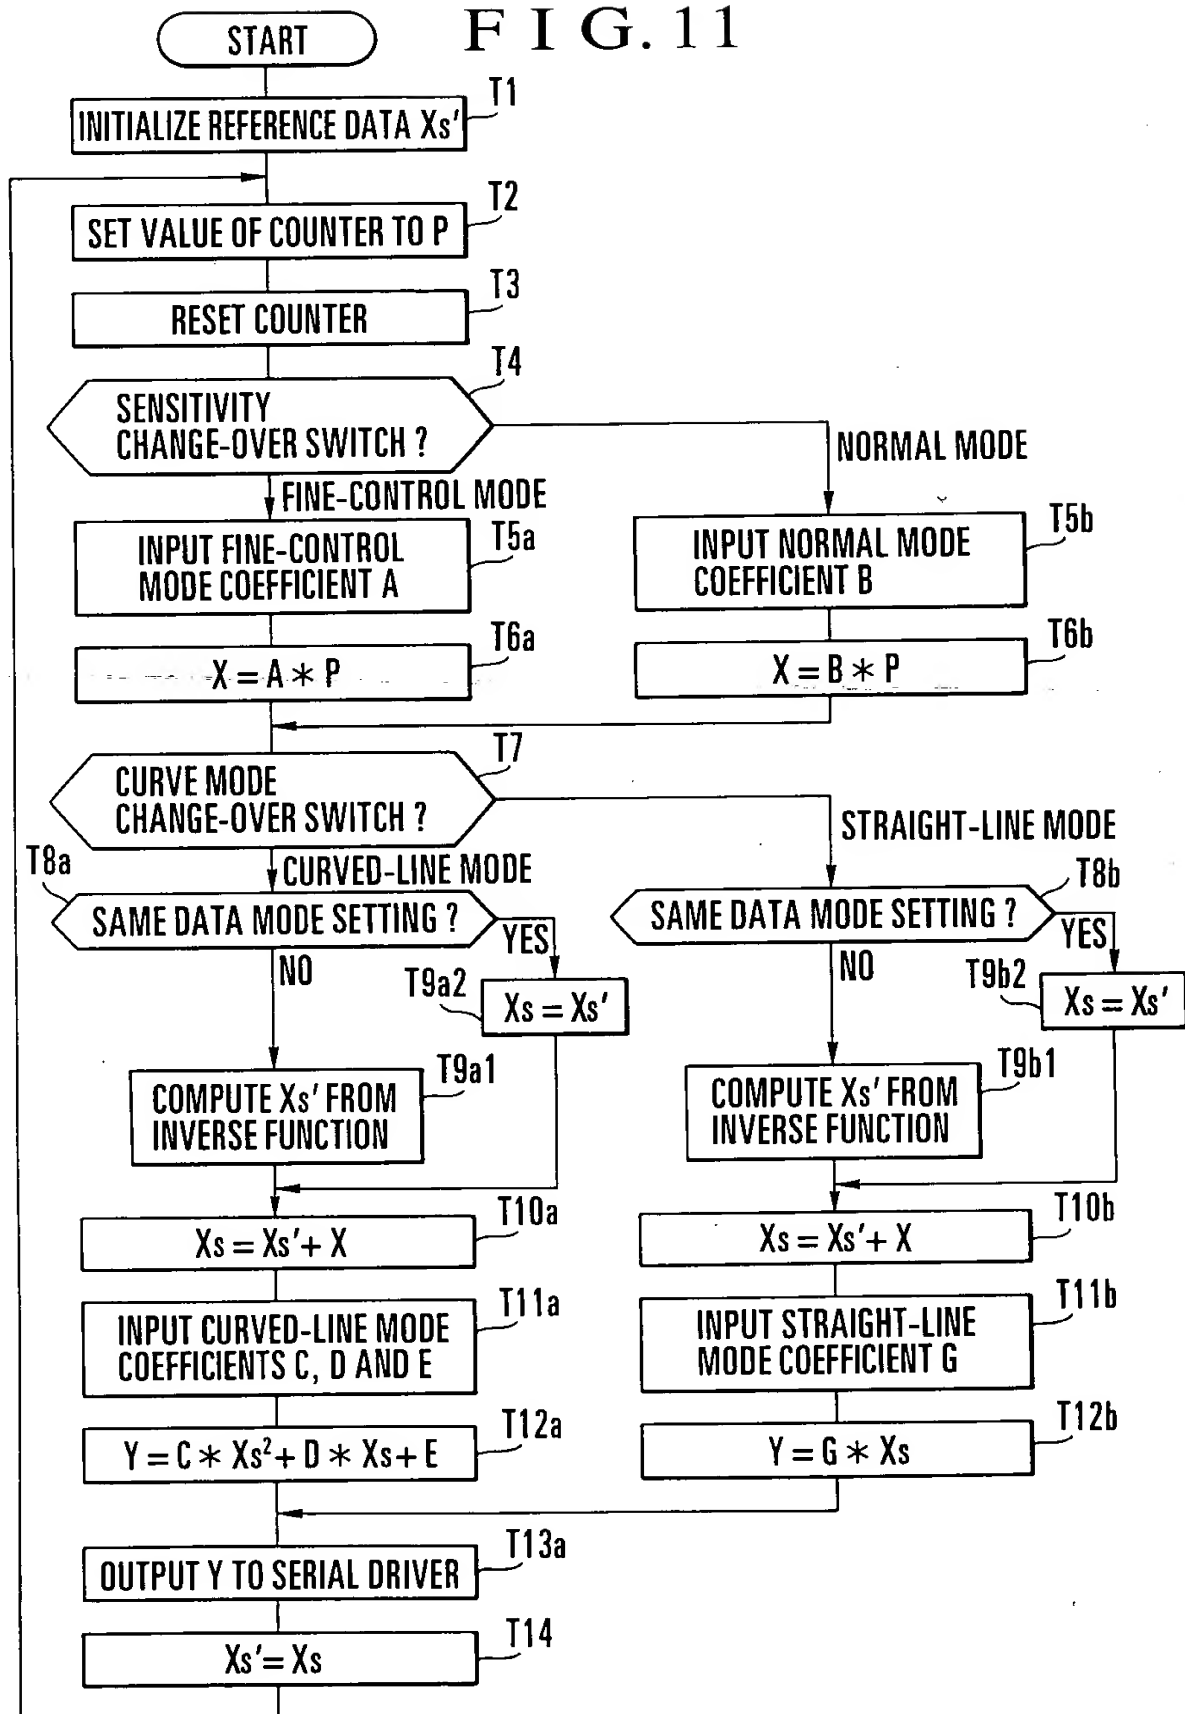 FIG. 11
START
T1
INITIALIZE REFERENCE DATA Xs′
T2
SET VALUE OF COUNTER TO P
T3
RESET COUNTER
T4
SENSITIVITY
CHANGE-OVER SWITCH ?
NORMAL MODE
FINE-CONTROL MODE
T5a
INPUT FINE-CONTROL
MODE COEFFICIENT A
T5b
INPUT NORMAL MODE
COEFFICIENT B
T6a
X = A * P
T6b
X = B * P
T7
CURVE MODE
CHANGE-OVER SWITCH ?
STRAIGHT-LINE MODE
CURVED-LINE MODE
T8a
SAME DATA MODE SETTING ?
YES
NO
T8b
SAME DATA MODE SETTING ?
YES
NO
T9a2
Xs = Xs′
T9b2
Xs = Xs′
T9a1
COMPUTE Xs′ FROM
INVERSE FUNCTION
T9b1
COMPUTE Xs′ FROM
INVERSE FUNCTION
T10a
Xs = Xs′ + X
T10b
Xs = Xs′ + X
T11a
INPUT CURVED-LINE MODE
COEFFICIENTS C, D AND E
T11b
INPUT STRAIGHT-LINE
MODE COEFFICIENT G
T12a
Y = C * Xs² + D * Xs + E
T12b
Y = G * Xs
T13a
OUTPUT Y TO SERIAL DRIVER
T14
Xs′ = Xs